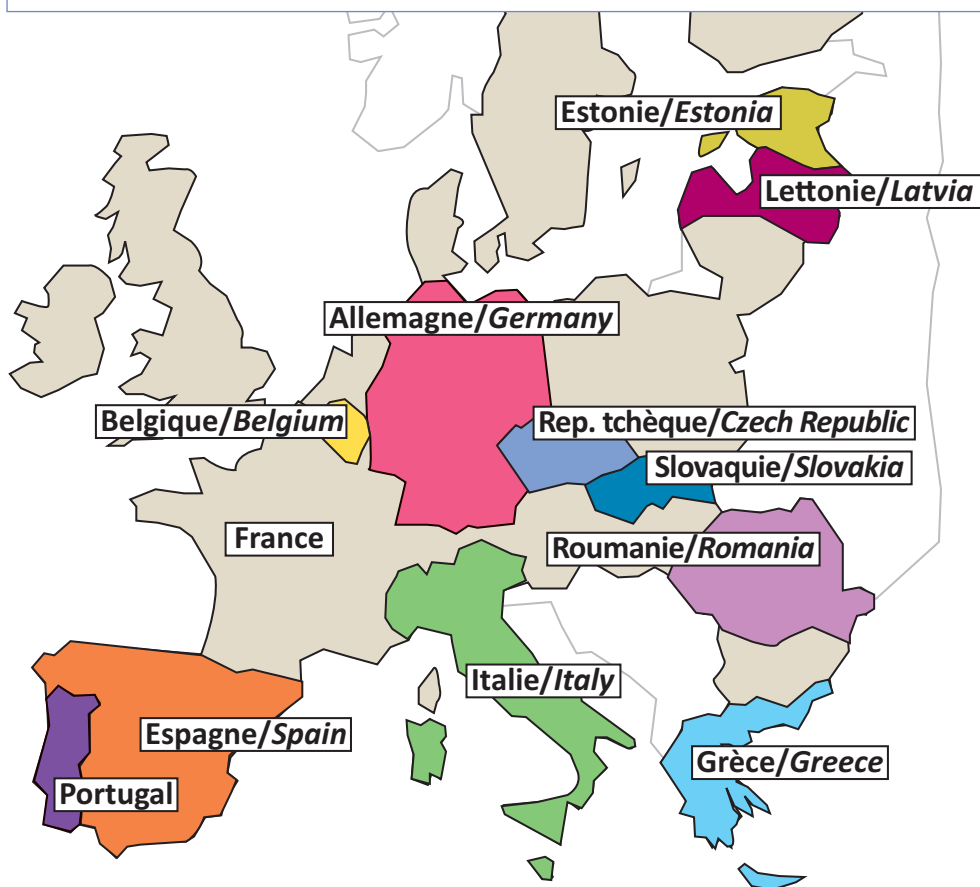 Estonie/Estonia
Lettonie/Latvia
Allemagne/Germany
Belgique/Belgium
Rep. tchèque/Czech Republic
Slovaquie/Slovakia
France
Roumanie/Romania
Italie/Italy
Espagne/Spain
Grèce/Greece
Portugal